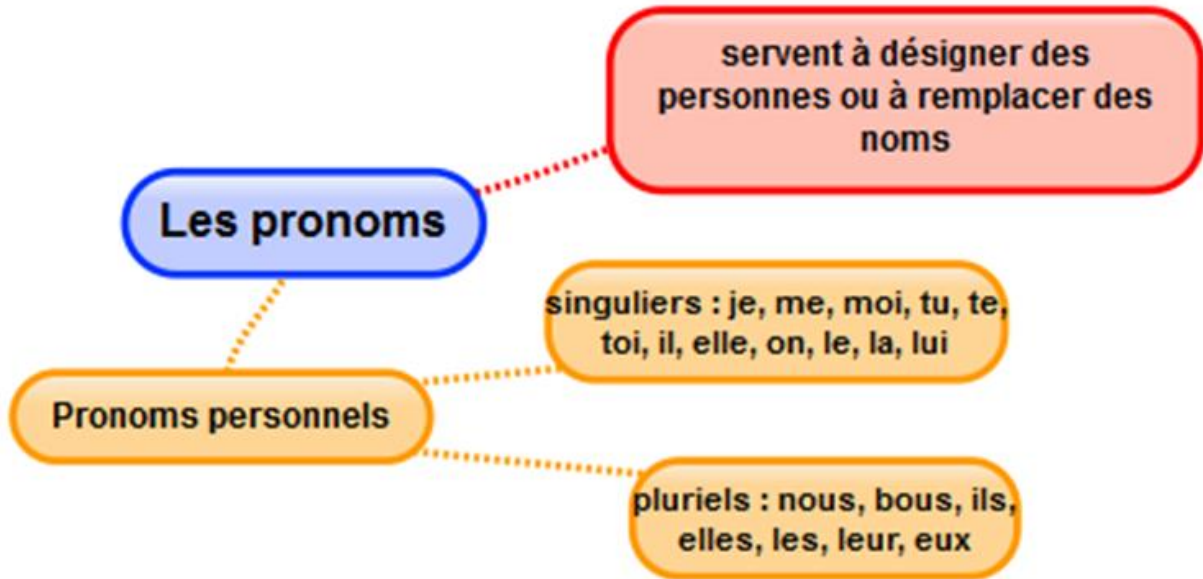 servent à désigner des
personnes ou à remplacer des
noms
Les pronoms
singuliers : je, me, moi, tu, te,
toi, il, elle, on, le, la, lui
Pronoms personnels
pluriels : nous, bous, ils,
elles, les, leur, eux